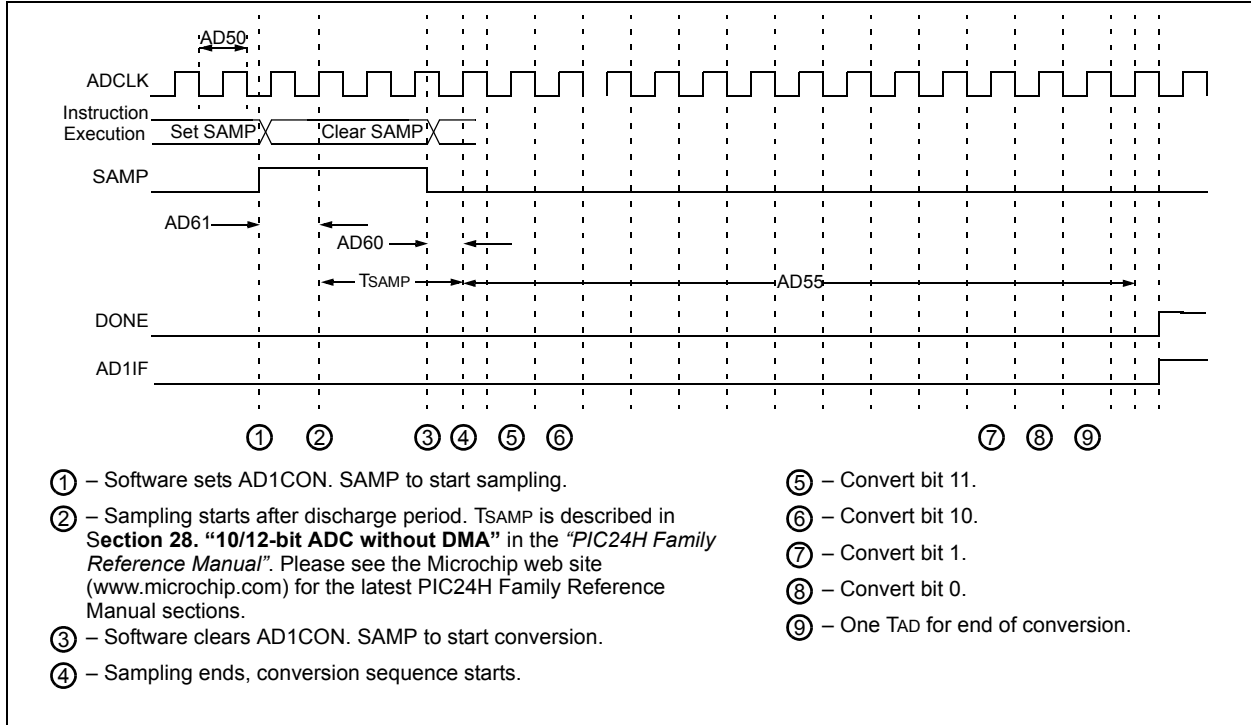 AD50
ADCLK
Instruction
Execution
Set SAMP
Clear SAMP
SAMP
AD61
AD60
TSAMP
AD55
DONE
AD1IF
1 2 3 4 5 6 7 8 9
1 – Software sets AD1CON. SAMP to start sampling.
2 – Sampling starts after discharge period. TSAMP is described in
Section 28. “10/12-bit ADC without DMA” in the “PIC24H Family
Reference Manual”. Please see the Microchip web site
(www.microchip.com) for the latest PIC24H Family Reference
Manual sections.
3 – Software clears AD1CON. SAMP to start conversion.
4 – Sampling ends, conversion sequence starts.
5 – Convert bit 11.
6 – Convert bit 10.
7 – Convert bit 1.
8 – Convert bit 0.
9 – One TAD for end of conversion.